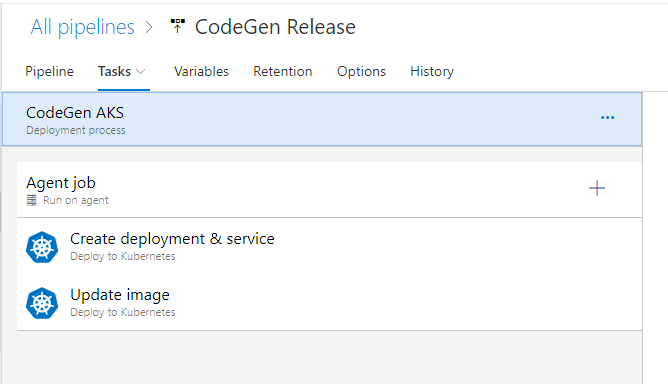 All pipelines > CodeGen Release
Pipeline Tasks Variables Retention Options History
CodeGen AKS
Deployment process
...
Agent job
Run on agent
Create deployment & service
Deploy to Kubernetes
Update image
Deploy to Kubernetes